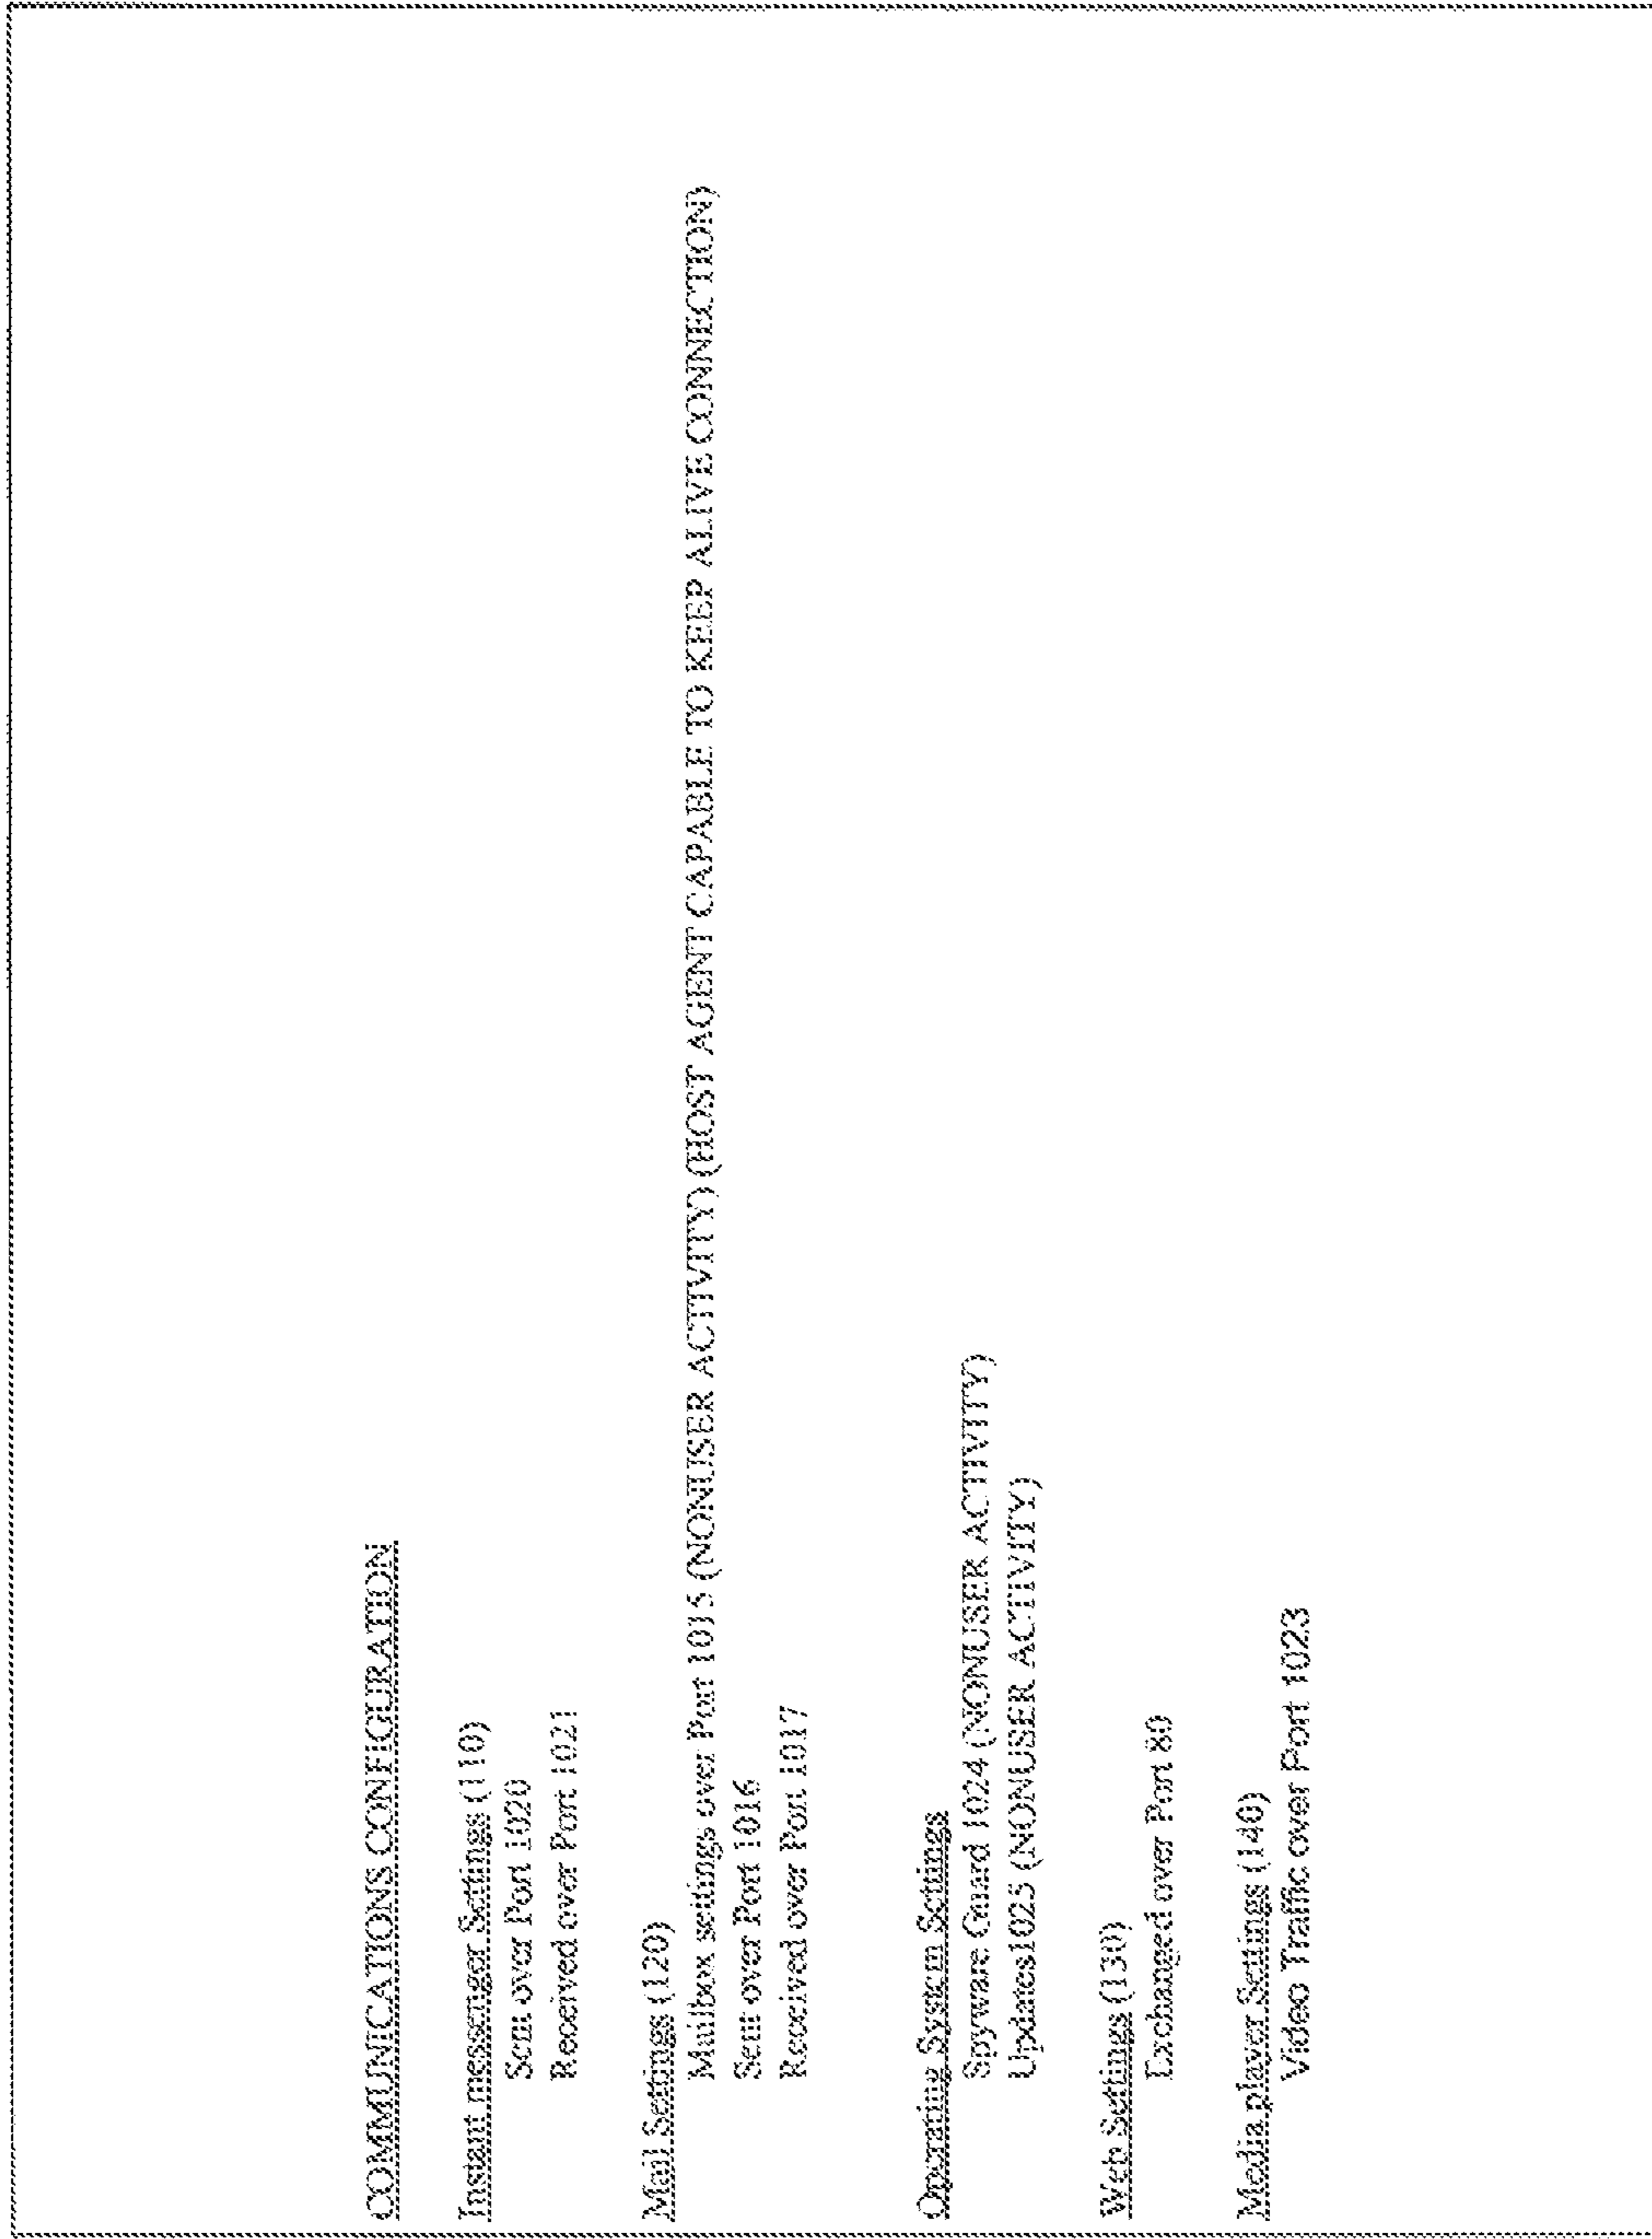 COMMUNICATIONS CONFIGURATION
Instant messenger Settings (110)
Sent over Port 1020
Received over Port 1021
Mail Settings (120)
Mailbox settings over Port 1015 (NONUSER ACTIVITY) (HOST AGENT CAPABLE TO KEEP ALIVE CONNECTION)
Sent over Port 1016
Received over Port 1017
Operating System Settings
Spyware Guard 1024 (NONUSER ACTIVITY)
Updates1025 (NONUSER ACTIVITY)
Web Settings (130)
Exchanged over Port 80
Media player Settings (140)
Video Traffic over Port 1023